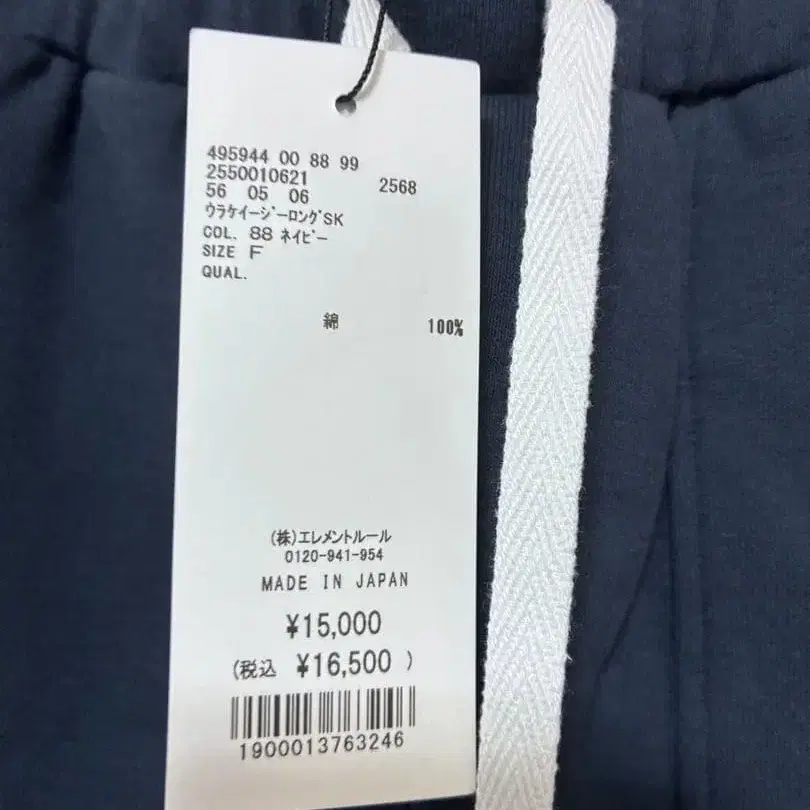 495944 00 88 99
2550010621
56 05 06 2568
ウラケイージーロングSK
COL. 88 ネイビー
SIZE F
QUAL.
綿 100%
(株)エレメントルール
0120-941-954
MADE IN JAPAN
¥15,000
(税込 ¥16,500 )
1900013763246